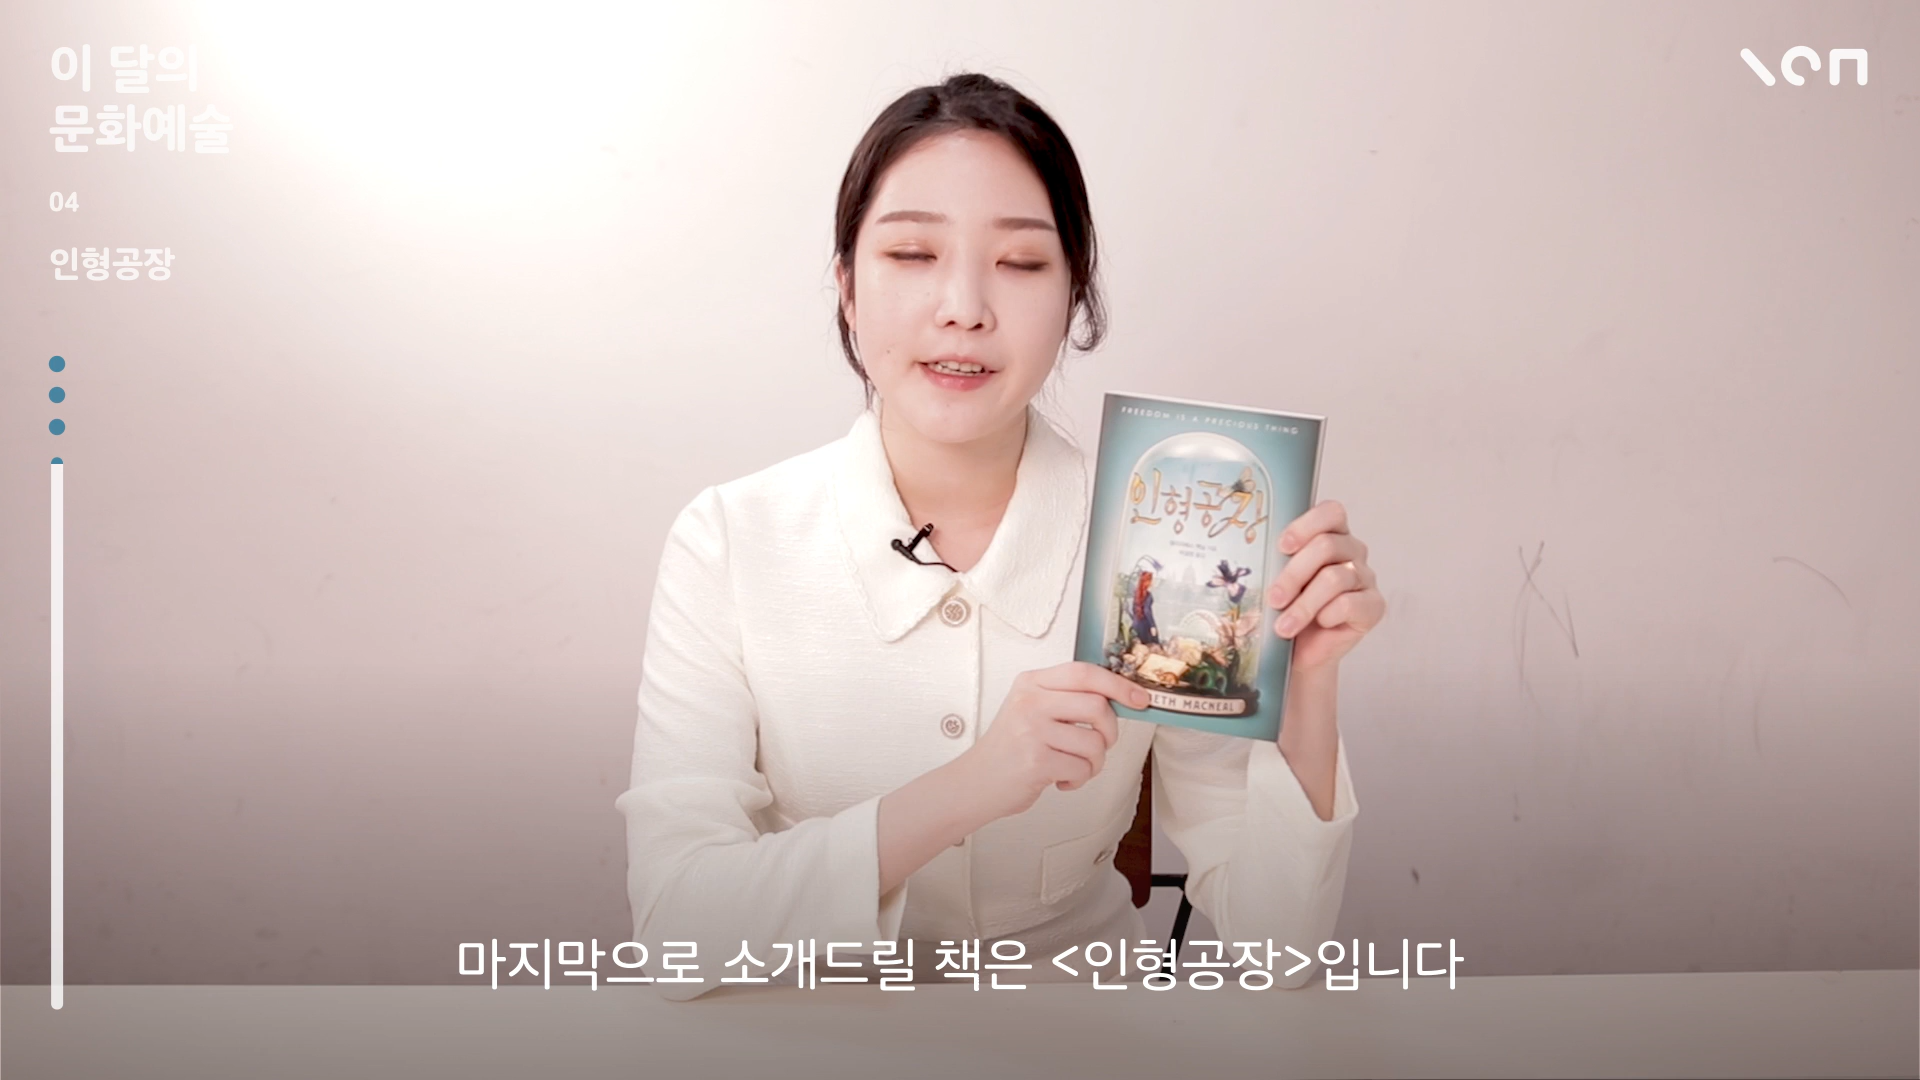 이 달의
문화예술
04
인형공장
FREEDOM IS A PRECIOUS THING
인형공장
BETH MACNEAL
마지막으로 소개드릴 책은 <인형공장>입니다